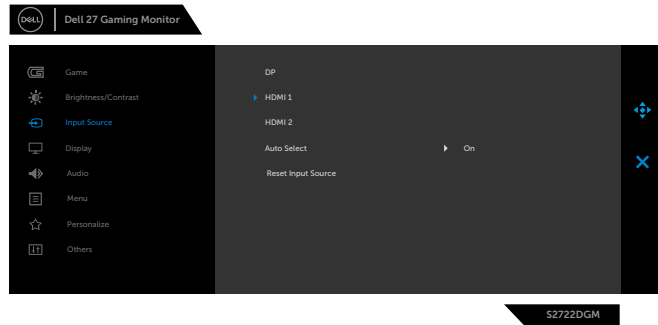 DELL
Dell 27 Gaming Monitor
Game
DP
Brightness/Contrast
HDMI 1
Input Source
HDMI 2
Display
Auto Select
On
Audio
Reset Input Source
Menu
Personalize
Others
S2722DGM